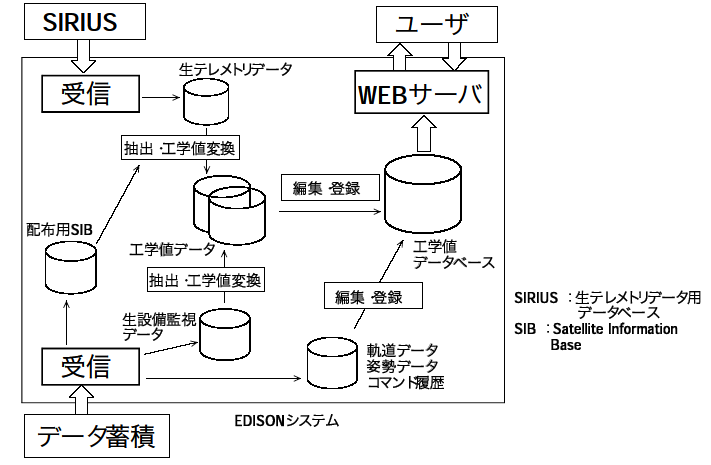 SIRIUS
ユーザ
生テレメトリデータ
受信
WEBサーバ
抽出・工学値変換
編集・登録
配布用SIB
工学値データ
工学値
データベース
抽出・工学値変換
編集・登録
SIRIUS ：生テレメトリデータ用
データベース
SIB ：Satellite Information
Base
生設備監視
データ
軌道データ
姿勢データ
コマンド履歴
受信
EDISONシステム
データ蓄積